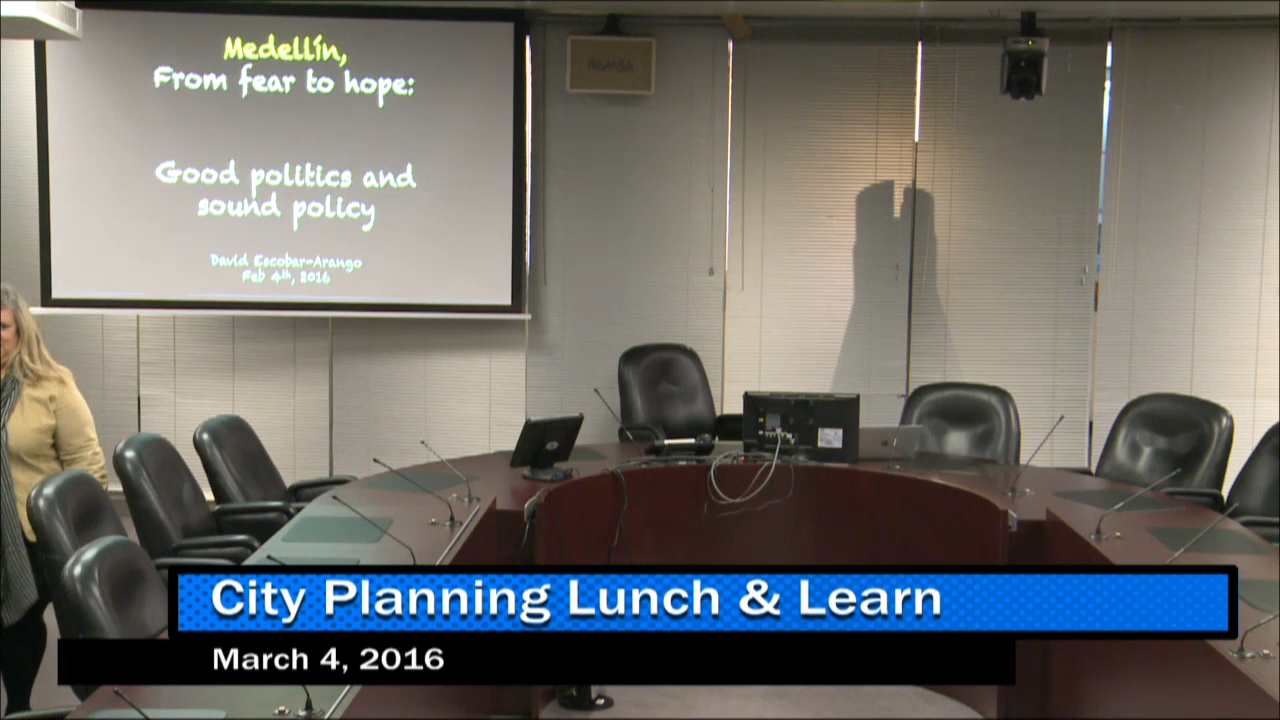 Medellín,
From fear to hope:
Good politics and
sound policy
David Escobar-Arango
Feb 4th, 2016
RAMSA
City Planning Lunch & Learn
March 4, 2016